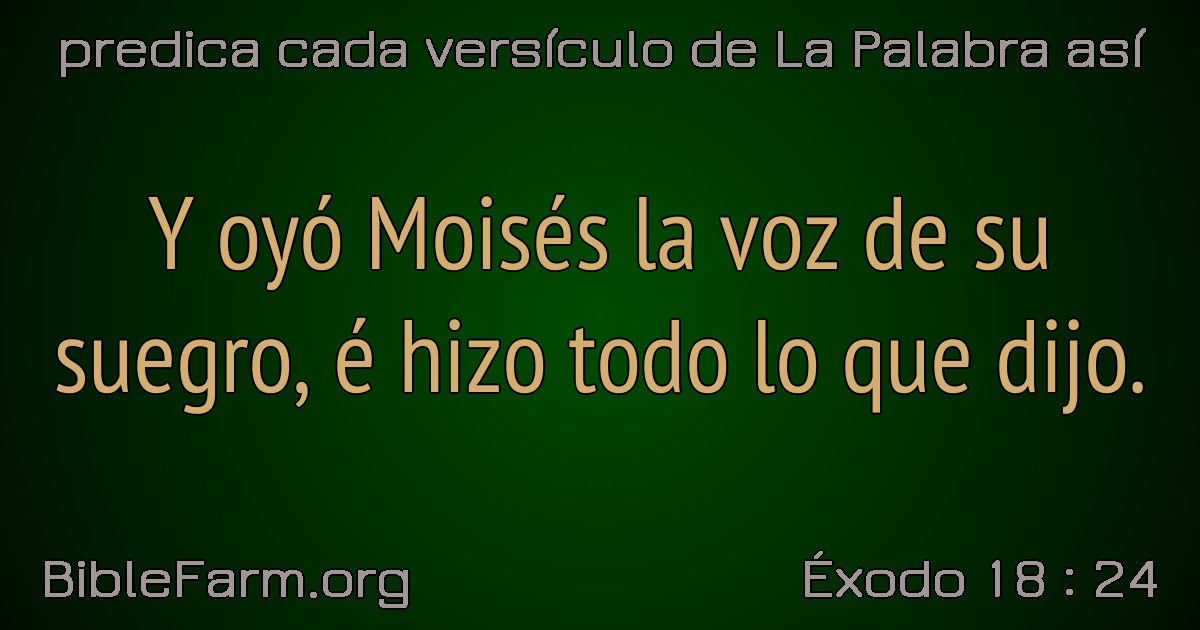 predica cada versículo de La Palabra así
Y oyó Moisés la voz de su
suegro, é hizo todo lo que dijo.
BibleFarm.org
Éxodo 18 : 24